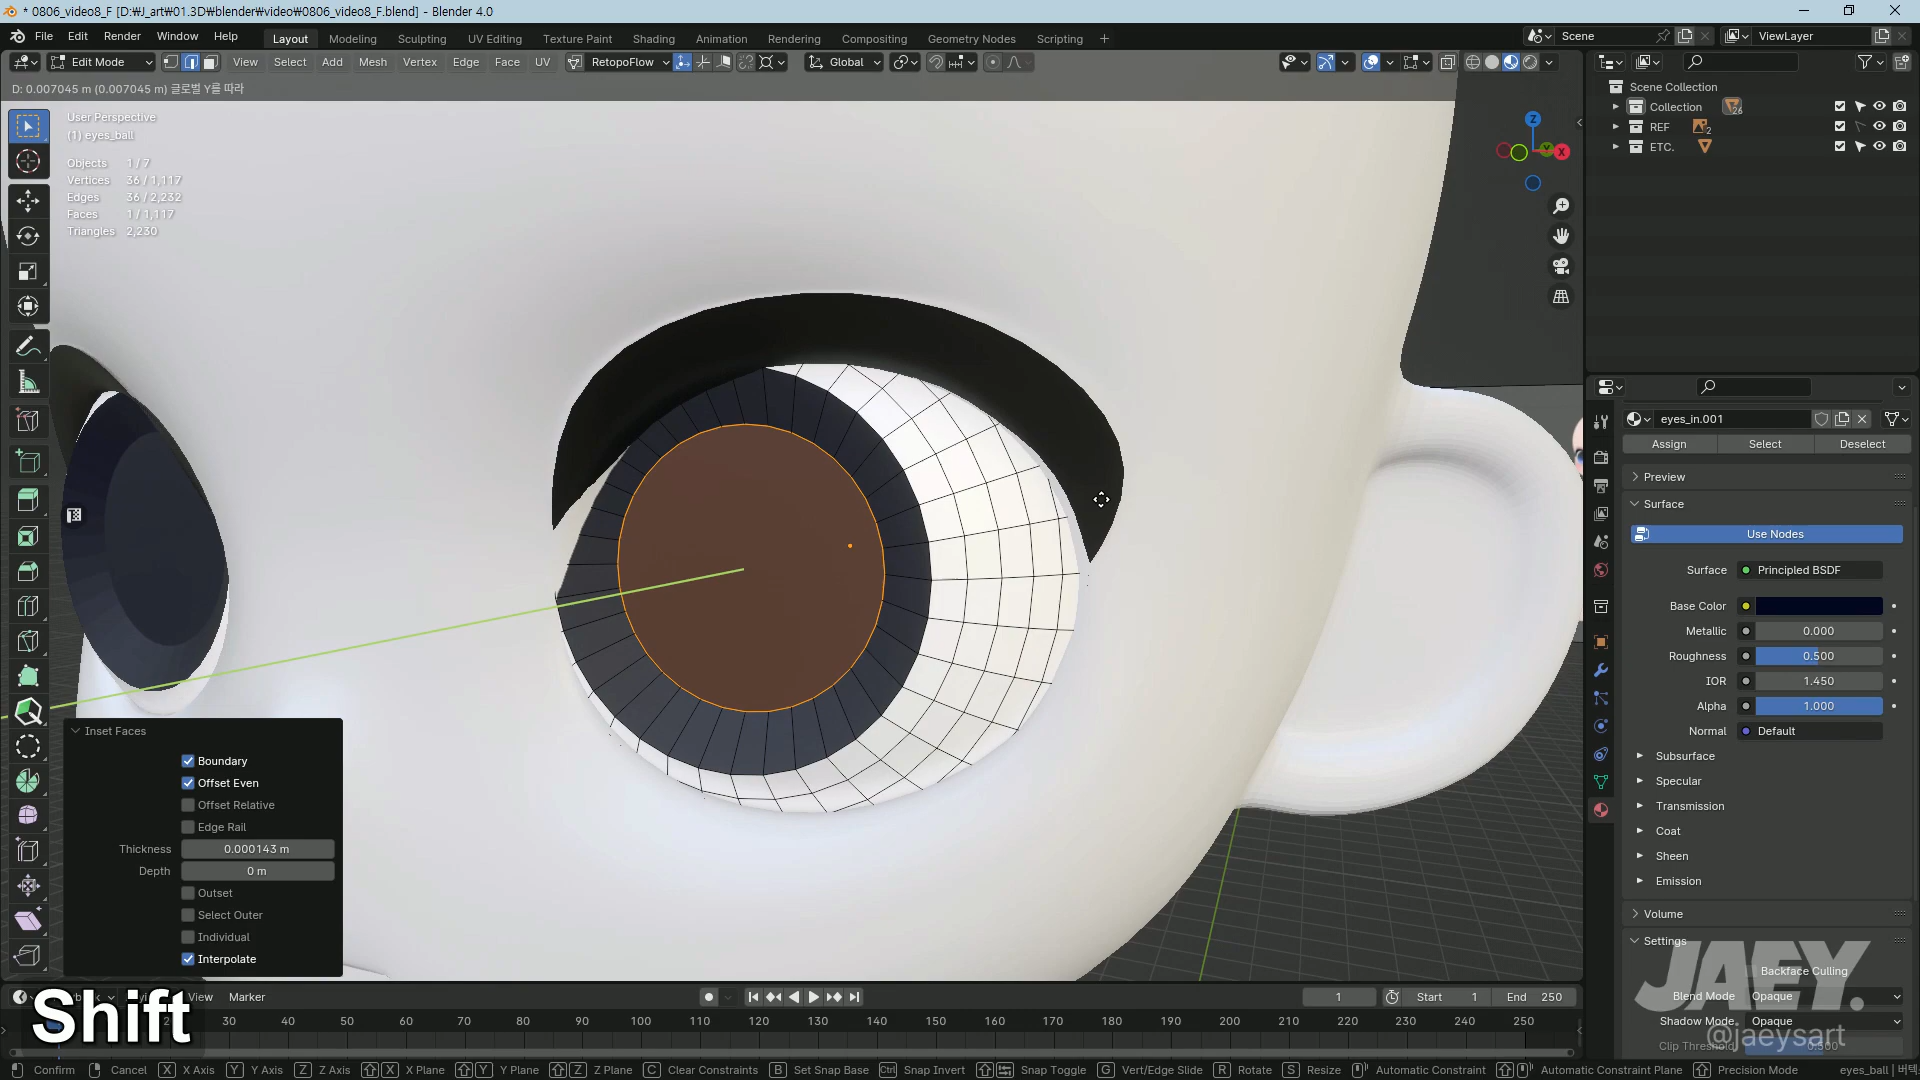 * 0806_video8_F [D:₩J_art₩01.3D₩blender₩video₩0806_video8_F.blend] - Blender 4.0
File Edit Render Window Help
Layout Modeling Sculpting UV Editing Texture Paint Shading Animation Rendering Compositing Geometry Nodes Scripting +
Scene
ViewLayer
Edit Mode View Select Add Mesh Vertex Edge Face UV RetopoFlow Global
D: 0.007045 m (0.007045 m) 글로벌 Y를 따라
User Perspective
(1) eyes_ball
Objects 1 / 7
Vertices 36 / 1,117
Edges 36 / 2,232
Faces 1 / 1,117
Triangles 2,230
Z
Y
X
Scene Collection
Collection 26
REF 2
ETC.
eyes_in.001
Assign Select Deselect
Preview
Surface
Use Nodes
Surface Principled BSDF
Base Color
Metallic 0.000
Roughness 0.500
IOR 1.450
Alpha 1.000
Normal Default
Subsurface
Specular
Transmission
Coat
Sheen
Emission
Volume
Settings
Backface Culling
Blend Mode Opaque
Shadow Mode Opaque
Clip Threshold 0.500
JAEY.
@jaeysart
Inset Faces
Boundary
Offset Even
Offset Relative
Edge Rail
Thickness 0.000143 m
Depth 0 m
Outset
Select Outer
Individual
Interpolate
Shift
View Marker
1 Start 1 End 250
30 40 50 60 70 80 90 100 110 120 130 140 150 160 170 180 190 200 210 220 230 240 250
Confirm Cancel X X Axis Y Y Axis Z Z Axis X X Plane Y Y Plane Z Z Plane C Clear Constraints B Set Snap Base Ctrl Snap Invert Snap Toggle G Vert/Edge Slide R Rotate S Resize Automatic Constraint Automatic Constraint Plane Precision Mode eyes_ball | 버텍